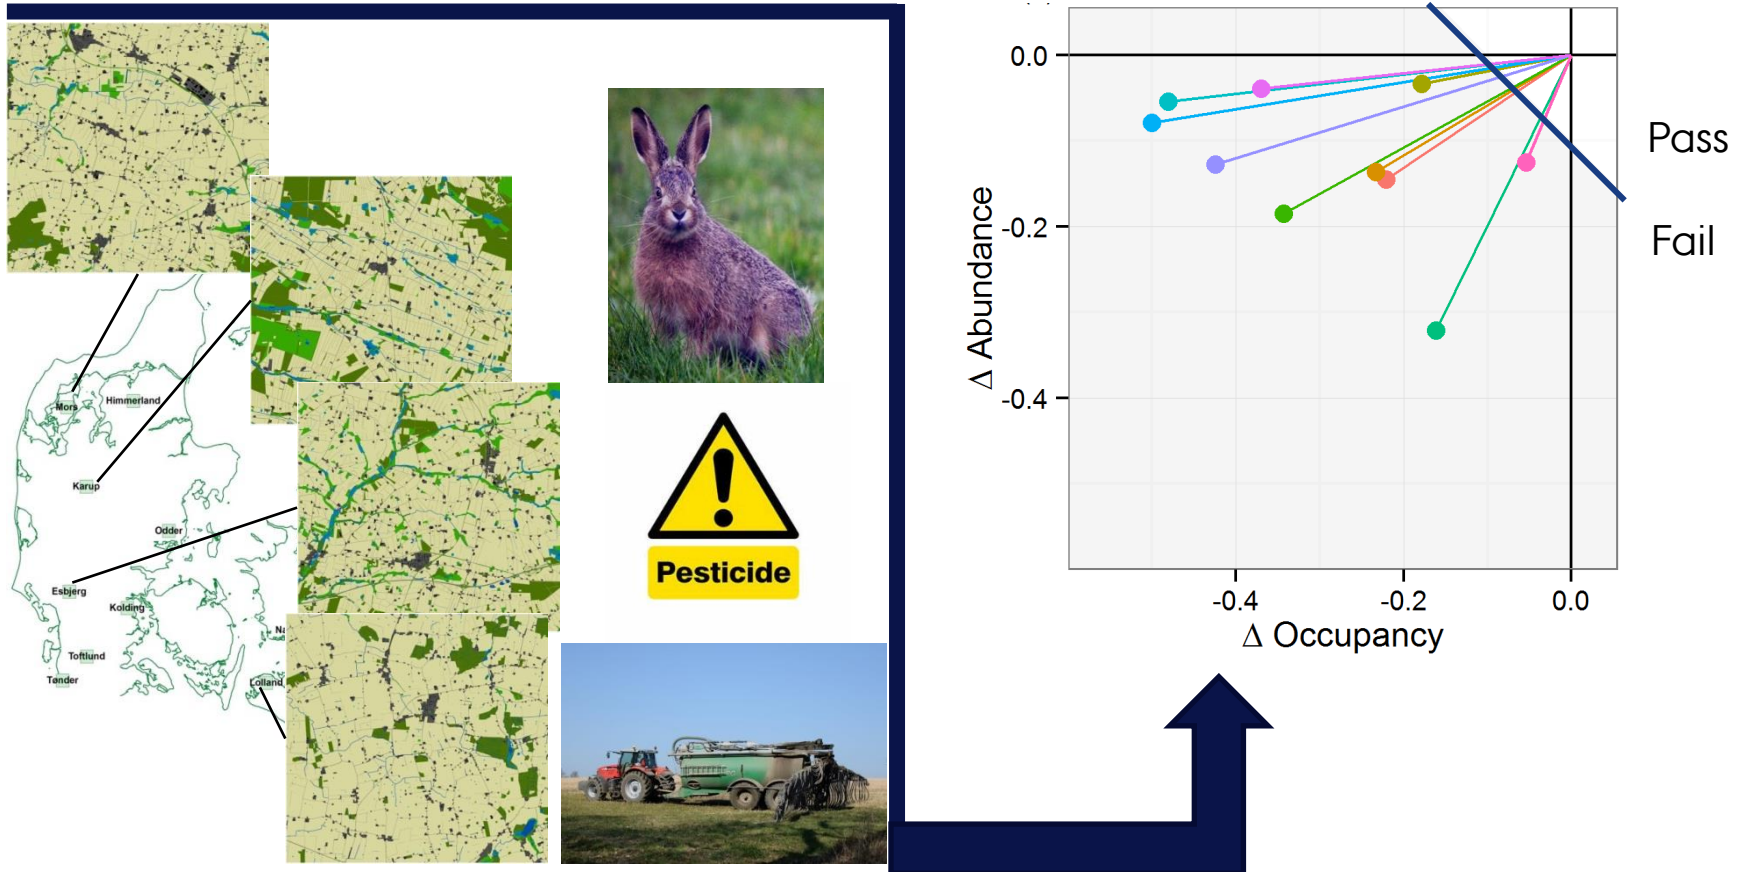 Mors
Himmerland
Karup
Odder
Esbjerg
Kolding
Toftlund
Tønder
Lolland
Pesticide
0.0
-0.2
-0.4
Δ Abundance
-0.4
-0.2
0.0
Δ Occupancy
Pass
Fail